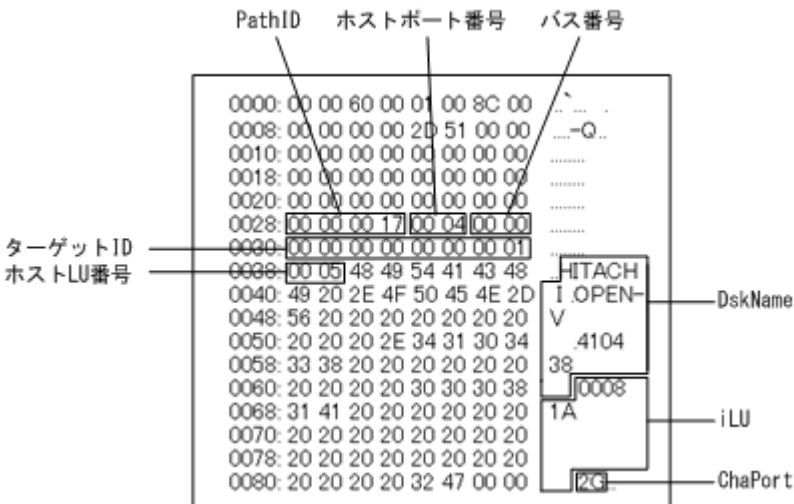 PathID ホストポート番号 バス番号
0000: 00 00 60 00 01 00 8C 00 ..`... .
0008: 00 00 00 00 2D 51 00 00 ....-Q..
0010: 00 00 00 00 00 00 00 00 ........
0018: 00 00 00 00 00 00 00 00 ........
0020: 00 00 00 00 00 00 00 00 ........
0028: 00 00 00 17 00 04 00 00 ........
ターゲットID 0030: 00 00 00 00 00 00 00 01 ........
ホストLU番号 0038: 00 05 48 49 54 41 43 48 ..HITACH
0040: 49 20 2E 4F 50 45 4E 2D I .OPEN-
DskName
0048: 56 20 20 20 20 20 20 20 V
0050: 20 20 20 2E 34 31 30 34 .4104
0058: 33 38 20 20 20 20 20 20 38
0060: 20 20 20 20 30 30 30 38 0008
0068: 31 41 20 20 20 20 20 20 1A
iLU
0070: 20 20 20 20 20 20 20 20
0078: 20 20 20 20 20 20 20 20
0080: 20 20 20 20 32 47 00 00 2G..
ChaPort